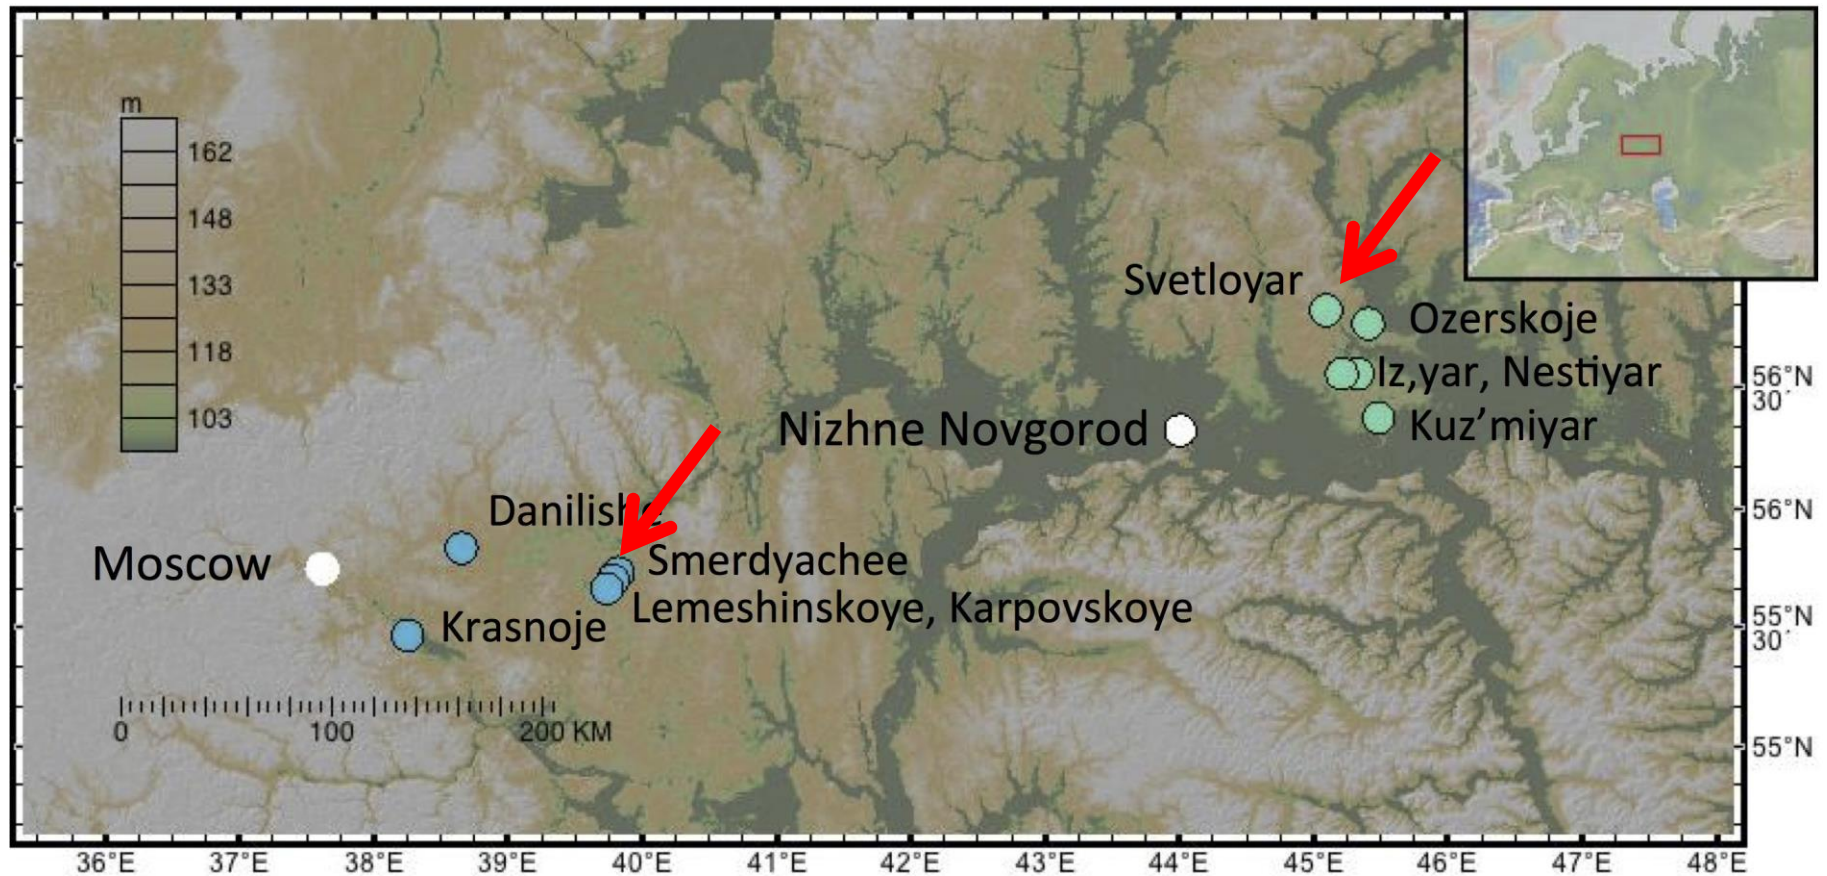 m
162
148
133
118
103
Svetloyar
Ozerskoje
Iz,yar, Nestiyar
Kuz’miyar
Nizhne Novgorod
Danilishe
Moscow
Smerdyachee
Lemeshinskoye, Karpovskoye
Krasnoje
0 100 200 KM
56°N
30´
56°N
55°N
30´
55°N
36°E 37°E 38°E 39°E 40°E 41°E 42°E 43°E 44°E 45°E 46°E 47°E 48°E